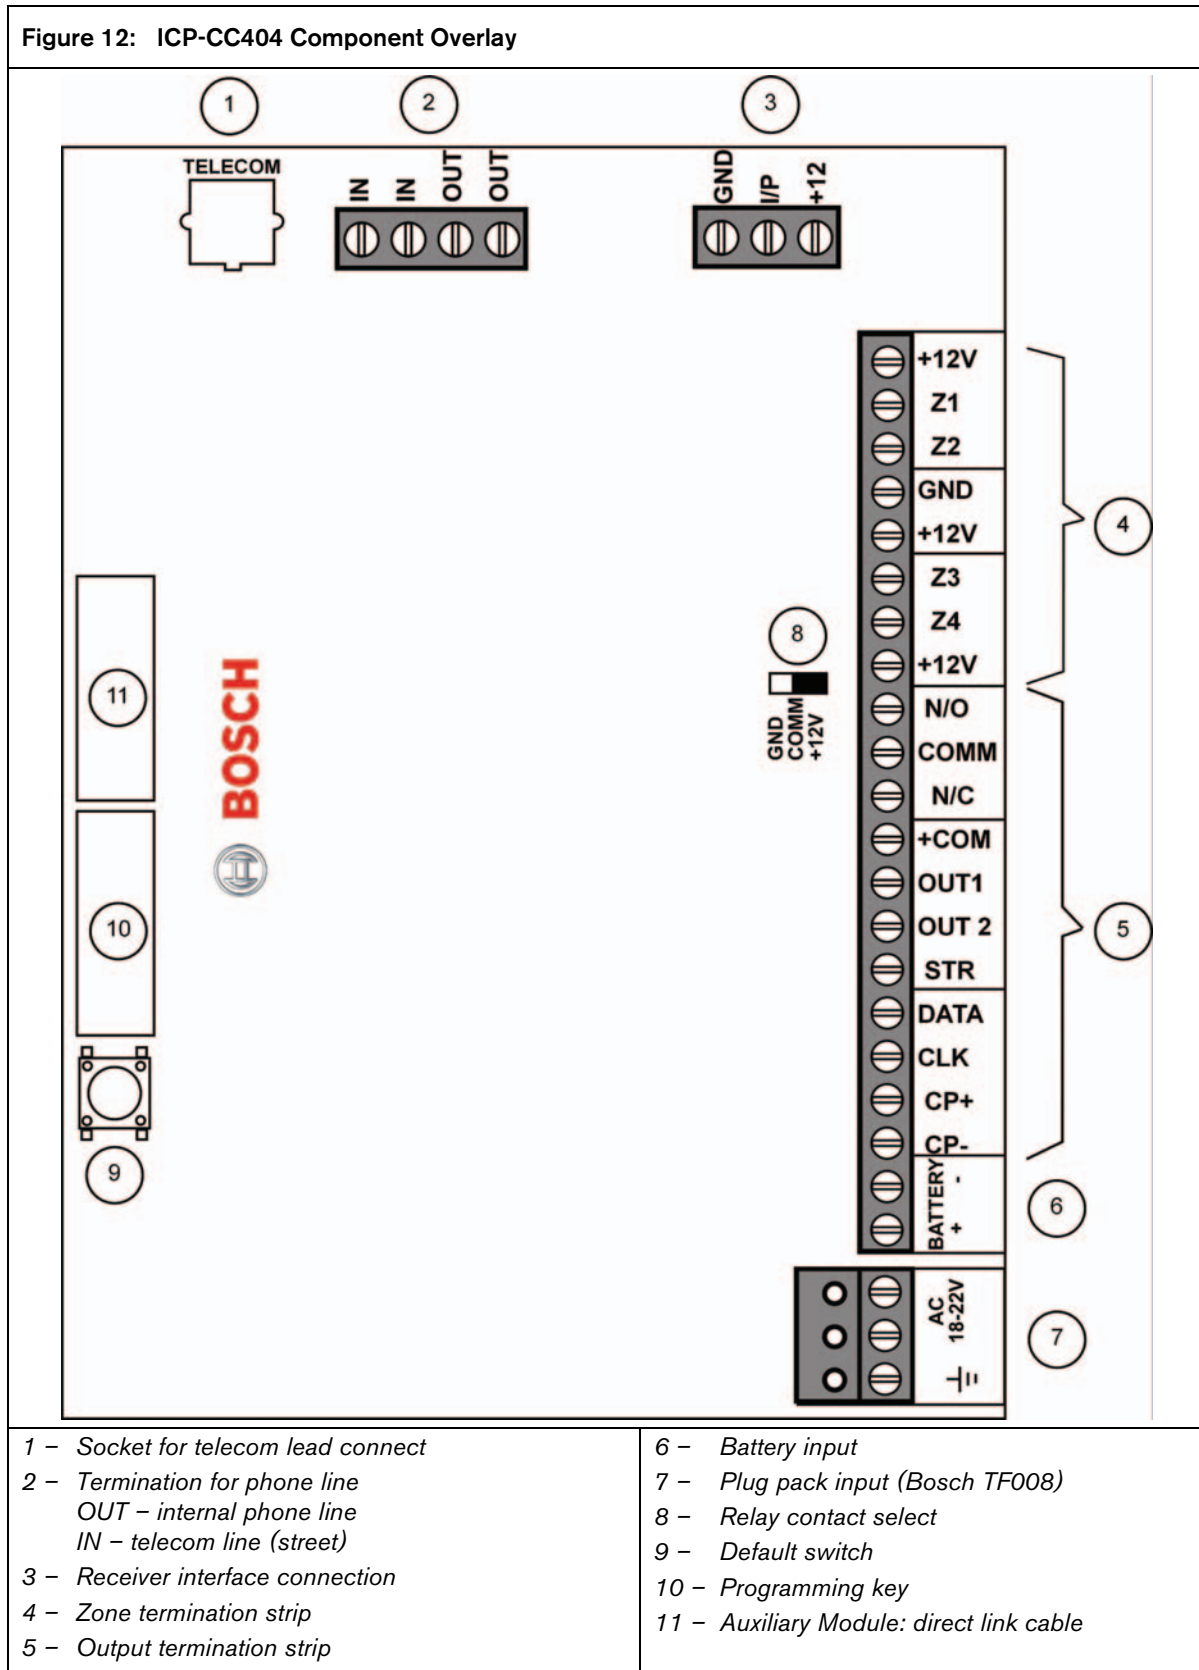 Figure 12: ICP-CC404 Component Overlay
1
2
3
TELECOM
IN
IN
OUT
OUT
GND
I/P
+12
+12V
Z1
Z2
GND
+12V
Z3
Z4
+12V
4
8
GND
COMM
+12V
N/O
COMM
N/C
+COM
OUT1
OUT 2
STR
DATA
CLK
CP+
CP-
5
11
BOSCH
10
9
BATTERY
-
+
6
AC
18-22V
7
1 – Socket for telecom lead connect
2 – Termination for phone line
OUT – internal phone line
IN – telecom line (street)
3 – Receiver interface connection
4 – Zone termination strip
5 – Output termination strip
6 – Battery input
7 – Plug pack input (Bosch TF008)
8 – Relay contact select
9 – Default switch
10 – Programming key
11 – Auxiliary Module: direct link cable